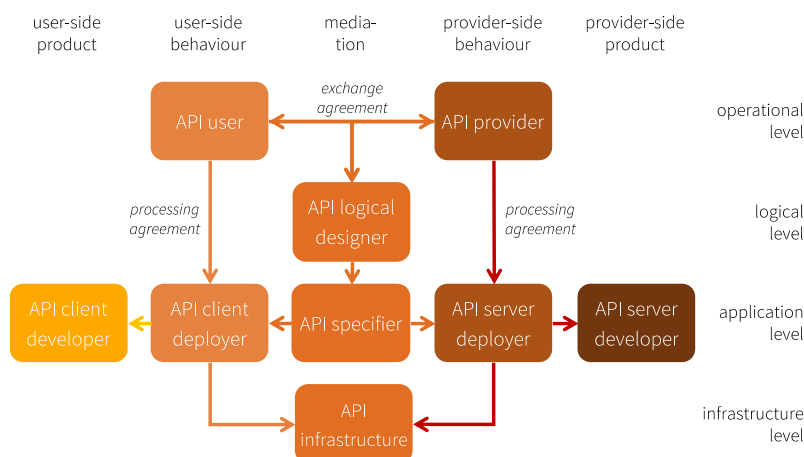 user-side
product
user-side
behaviour
media-
tion
provider-side
behaviour
provider-side
product
exchange
agreement
API user
API provider
operational
level
processing
agreement
API logical
designer
processing
agreement
logical
level
API client
developer
API client
deployer
API specifier
API server
deployer
API server
developer
application
level
API
infrastructure
infrastructure
level